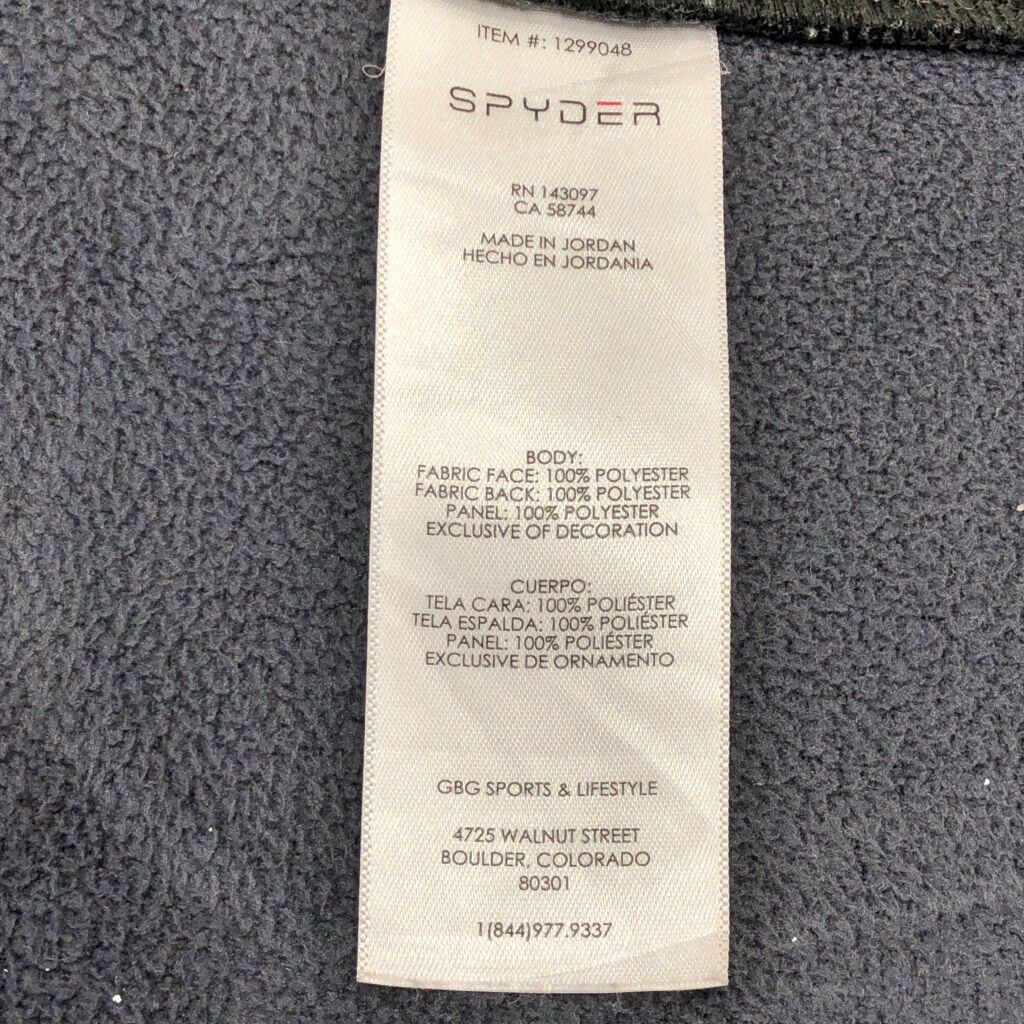 ITEM #: 1299048
SPYDER
RN 143097
CA 58744
MADE IN JORDAN
HECHO EN JORDANIA
BODY:
FABRIC FACE: 100% POLYESTER
FABRIC BACK: 100% POLYESTER
PANEL: 100% POLYESTER
EXCLUSIVE OF DECORATION
CUERPO:
TELA CARA: 100% POLIÉSTER
TELA ESPALDA: 100% POLIÉSTER
PANEL: 100% POLIÉSTER
EXCLUSIVE DE ORNAMENTO
GBG SPORTS & LIFESTYLE
4725 WALNUT STREET
BOULDER, COLORADO
80301
1(844)977.9337